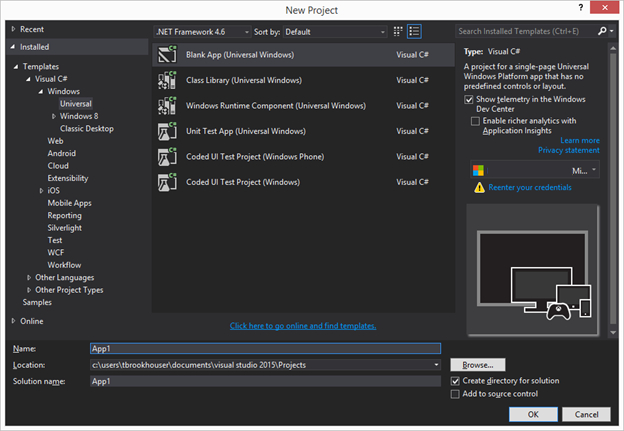 New Project
?
Recent
Installed
Templates
Visual C#
Windows
Universal
Windows 8
Classic Desktop
Web
Android
Cloud
Extensibility
iOS
Mobile Apps
Reporting
Silverlight
Test
WCF
Workflow
Other Languages
Other Project Types
Samples
Online
.NET Framework 4.6 Sort by: Default
Blank App (Universal Windows) Visual C#
Class Library (Universal Windows) Visual C#
Windows Runtime Component (Universal Windows) Visual C#
Unit Test App (Universal Windows) Visual C#
Coded UI Test Project (Windows Phone) Visual C#
Coded UI Test Project (Windows) Visual C#
Click here to go online and find templates.
Search Installed Templates (Ctrl+E)
Type: Visual C#
A project for a single-page Universal
Windows Platform app that has no
predefined controls or layout.
Show telemetry in the Windows
Dev Center
Enable richer analytics with
Application Insights
Learn more
Privacy statement
Mi...
Reenter your credentials
Name: App1
Location: c:\users\tbrookhouser\documents\visual studio 2015\Projects
Browse...
Solution name: App1
Create directory for solution
Add to source control
OK Cancel